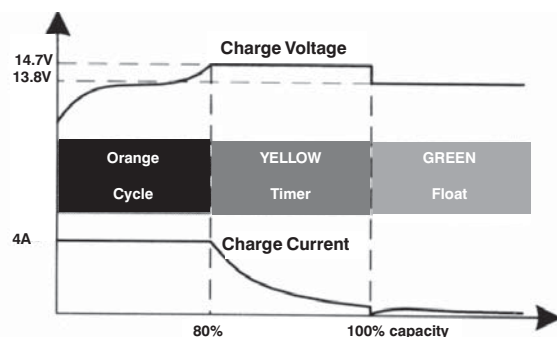 Charge Voltage
14.7V
13.8V
Orange YELLOW GREEN
Cycle Timer Float
4A
Charge Current
80% 100% capacity